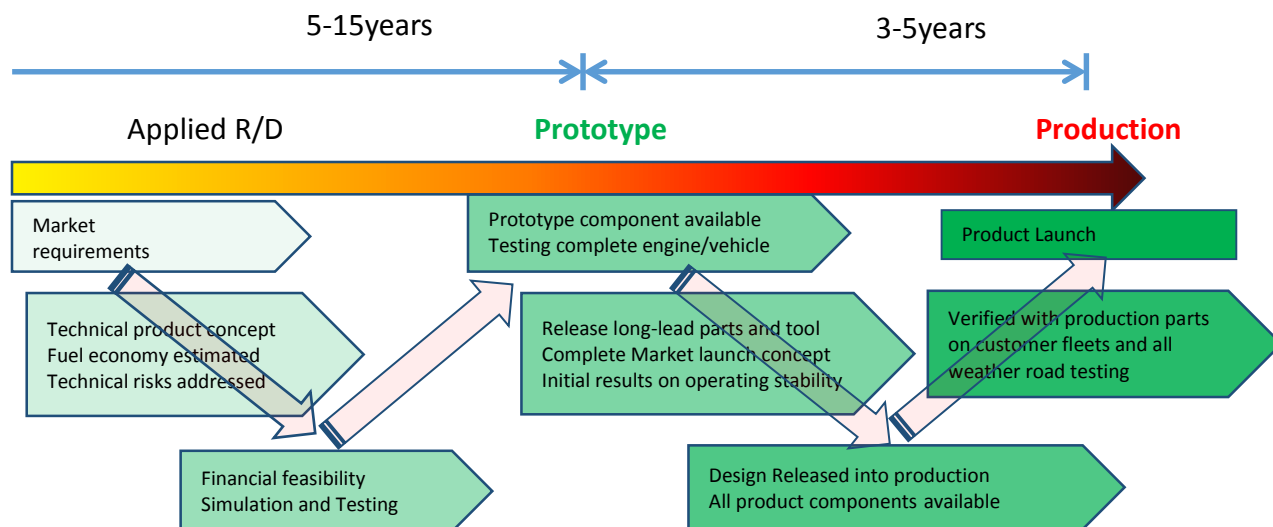 5-15years
3-5years
Applied R/D
Prototype
Production
Market
requirements
Prototype component available
Testing complete engine/vehicle
Product Launch
Technical product concept
Fuel economy estimated
Technical risks addressed
Release long-lead parts and tool
Complete Market launch concept
Initial results on operating stability
Verified with production parts
on customer fleets and all
weather road testing
Financial feasibility
Simulation and Testing
Design Released into production
All product components available